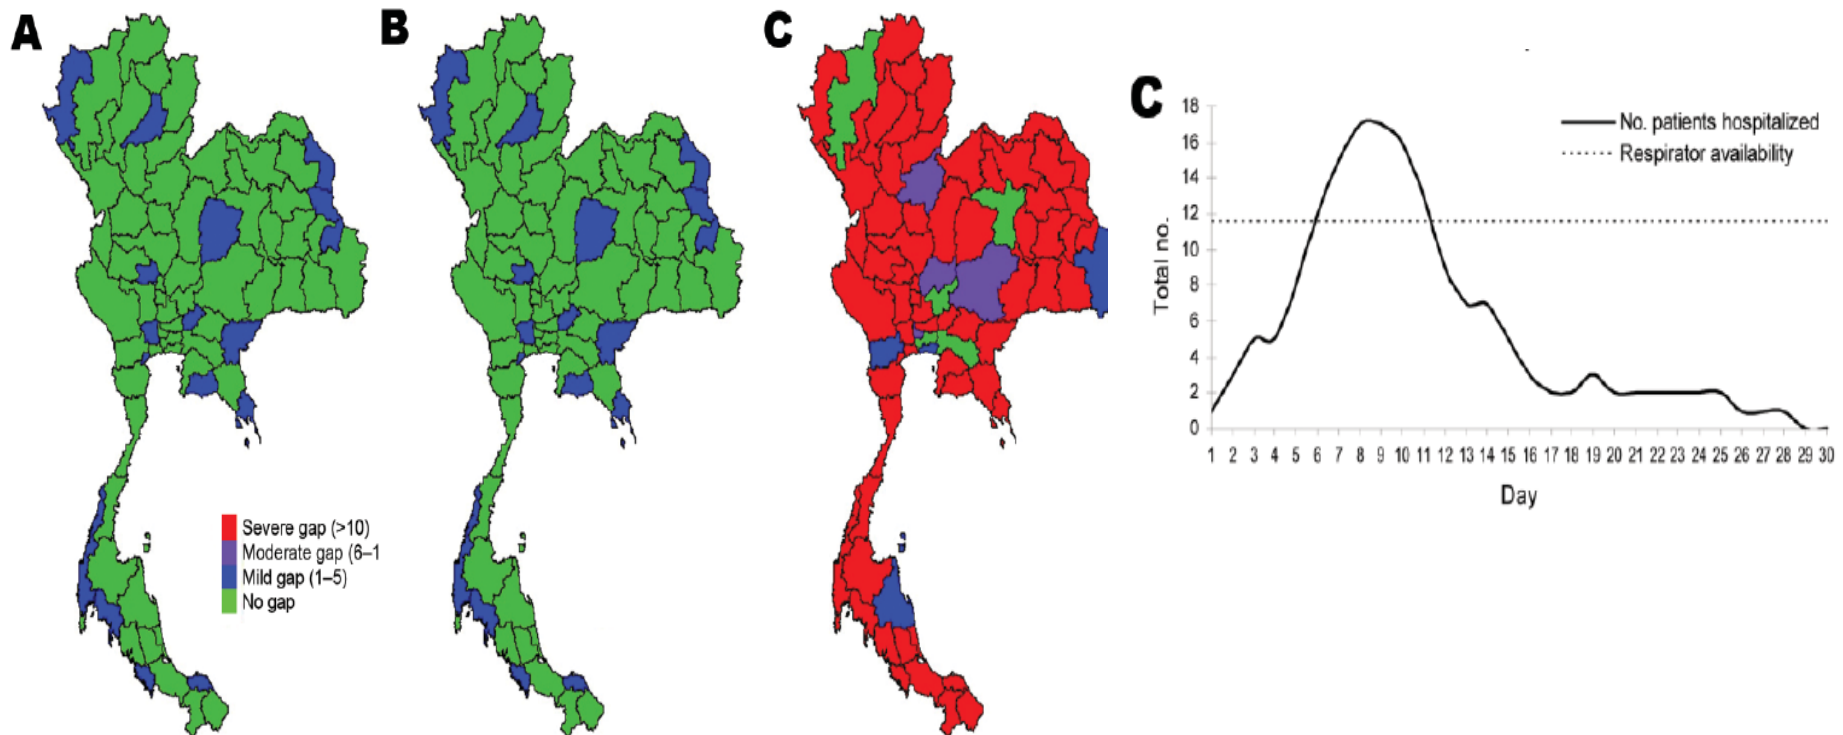 A
B
C
Severe gap (>10)
Moderate gap (6–1
Mild gap (1–5)
No gap
C
No. patients hospitalized
Respirator availability
Total no.
18
16
14
12
10
8
6
4
2
0
1 2 3 4 5 6 7 8 9 10 11 12 13 14 15 16 17 18 19 20 21 22 23 24 25 26 27 28 29 30
Day